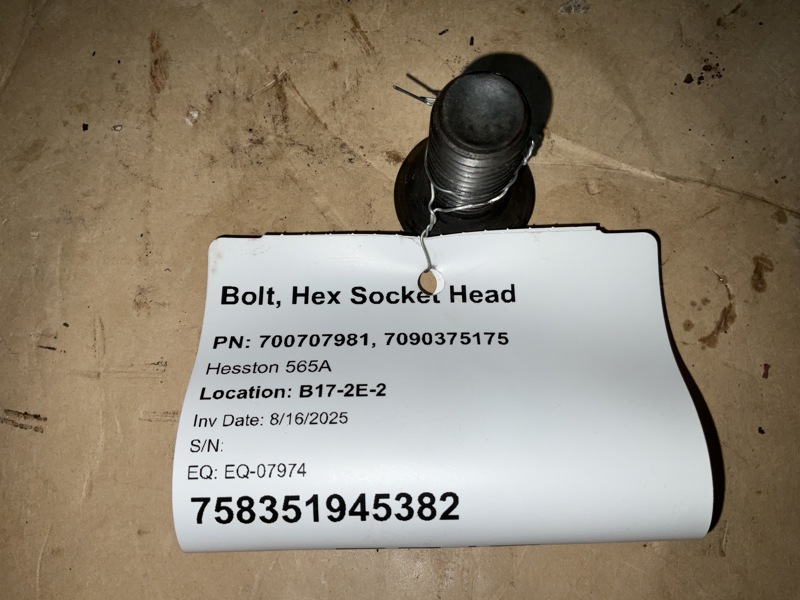 Bolt, Hex Socket Head
PN: 700707981, 7090375175
Hesston 565A
Location: B17-2E-2
Inv Date: 8/16/2025
S/N:
EQ: EQ-07974
758351945382